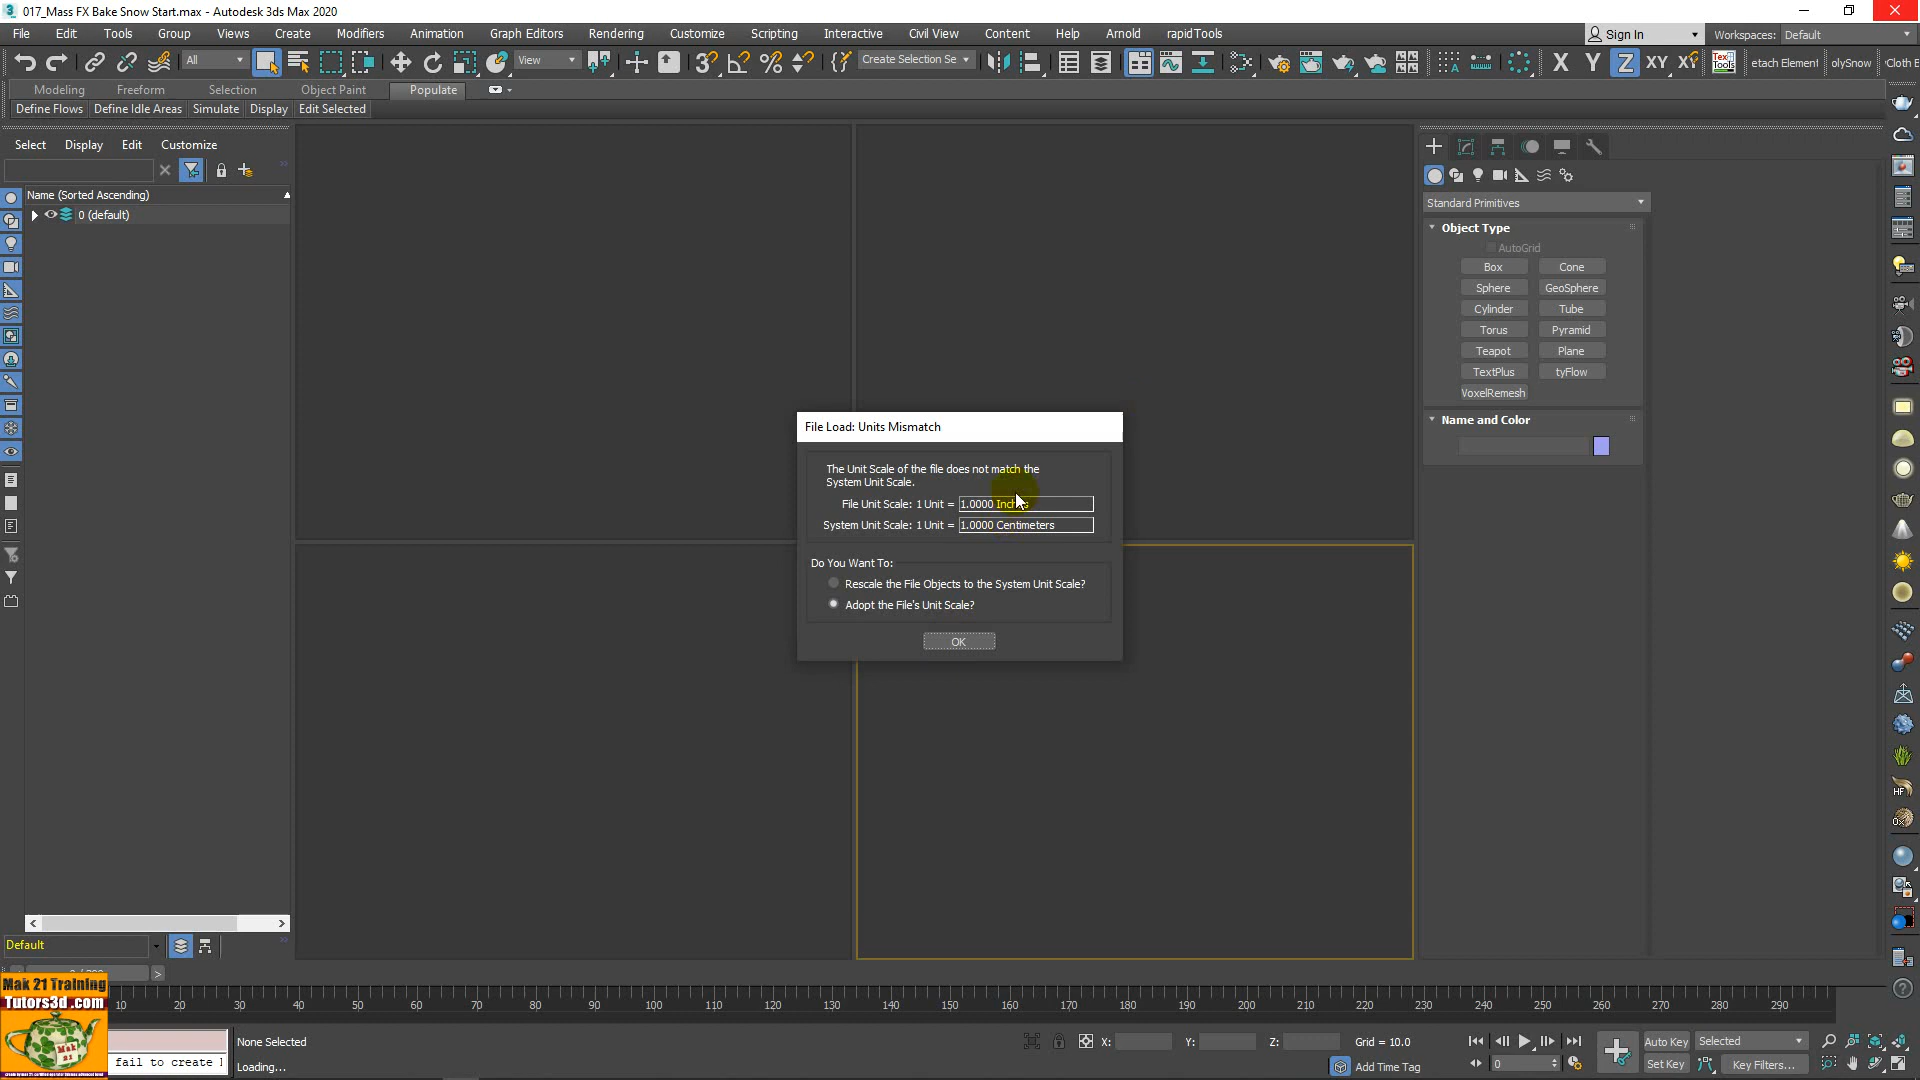 017_Mass FX Bake Snow Start.max - Autodesk 3ds Max 2020
File Edit Tools Group Views Create Modifiers Animation Graph Editors Rendering Customize Scripting Interactive Civil View Content Help Arnold rapidTools
Sign In Workspaces: Default
All View Create Selection Se X Y Z XY etach Element olySnow Cloth E
Modeling Freeform Selection Object Paint Populate
Define Flows Define Idle Areas Simulate Display Edit Selected
Select Display Edit Customize
Name (Sorted Ascending)
0 (default)
Standard Primitives
Object Type
AutoGrid
Box Cone
Sphere GeoSphere
Cylinder Tube
Torus Pyramid
Teapot Plane
TextPlus tyFlow
VoxelRemesh
Name and Color
File Load: Units Mismatch
The Unit Scale of the file does not match the
System Unit Scale.
File Unit Scale: 1 Unit = 1.0000 Inches
System Unit Scale: 1 Unit = 1.0000 Centimeters
Do You Want To:
Rescale the File Objects to the System Unit Scale?
Adopt the File's Unit Scale?
OK
Default
Mak 21 Training
Tutors3d .com
Mak
21
10 20 30 40 50 60 70 80 90 100 110 120 130 140 150 160 170 180 190 200 210 220 230 240 250 260 270 280 290
None Selected
X: Y: Z: Grid = 10.0
Auto Key Selected
fail to create
Loading...
Add Time Tag
0
Set Key Key Filters...